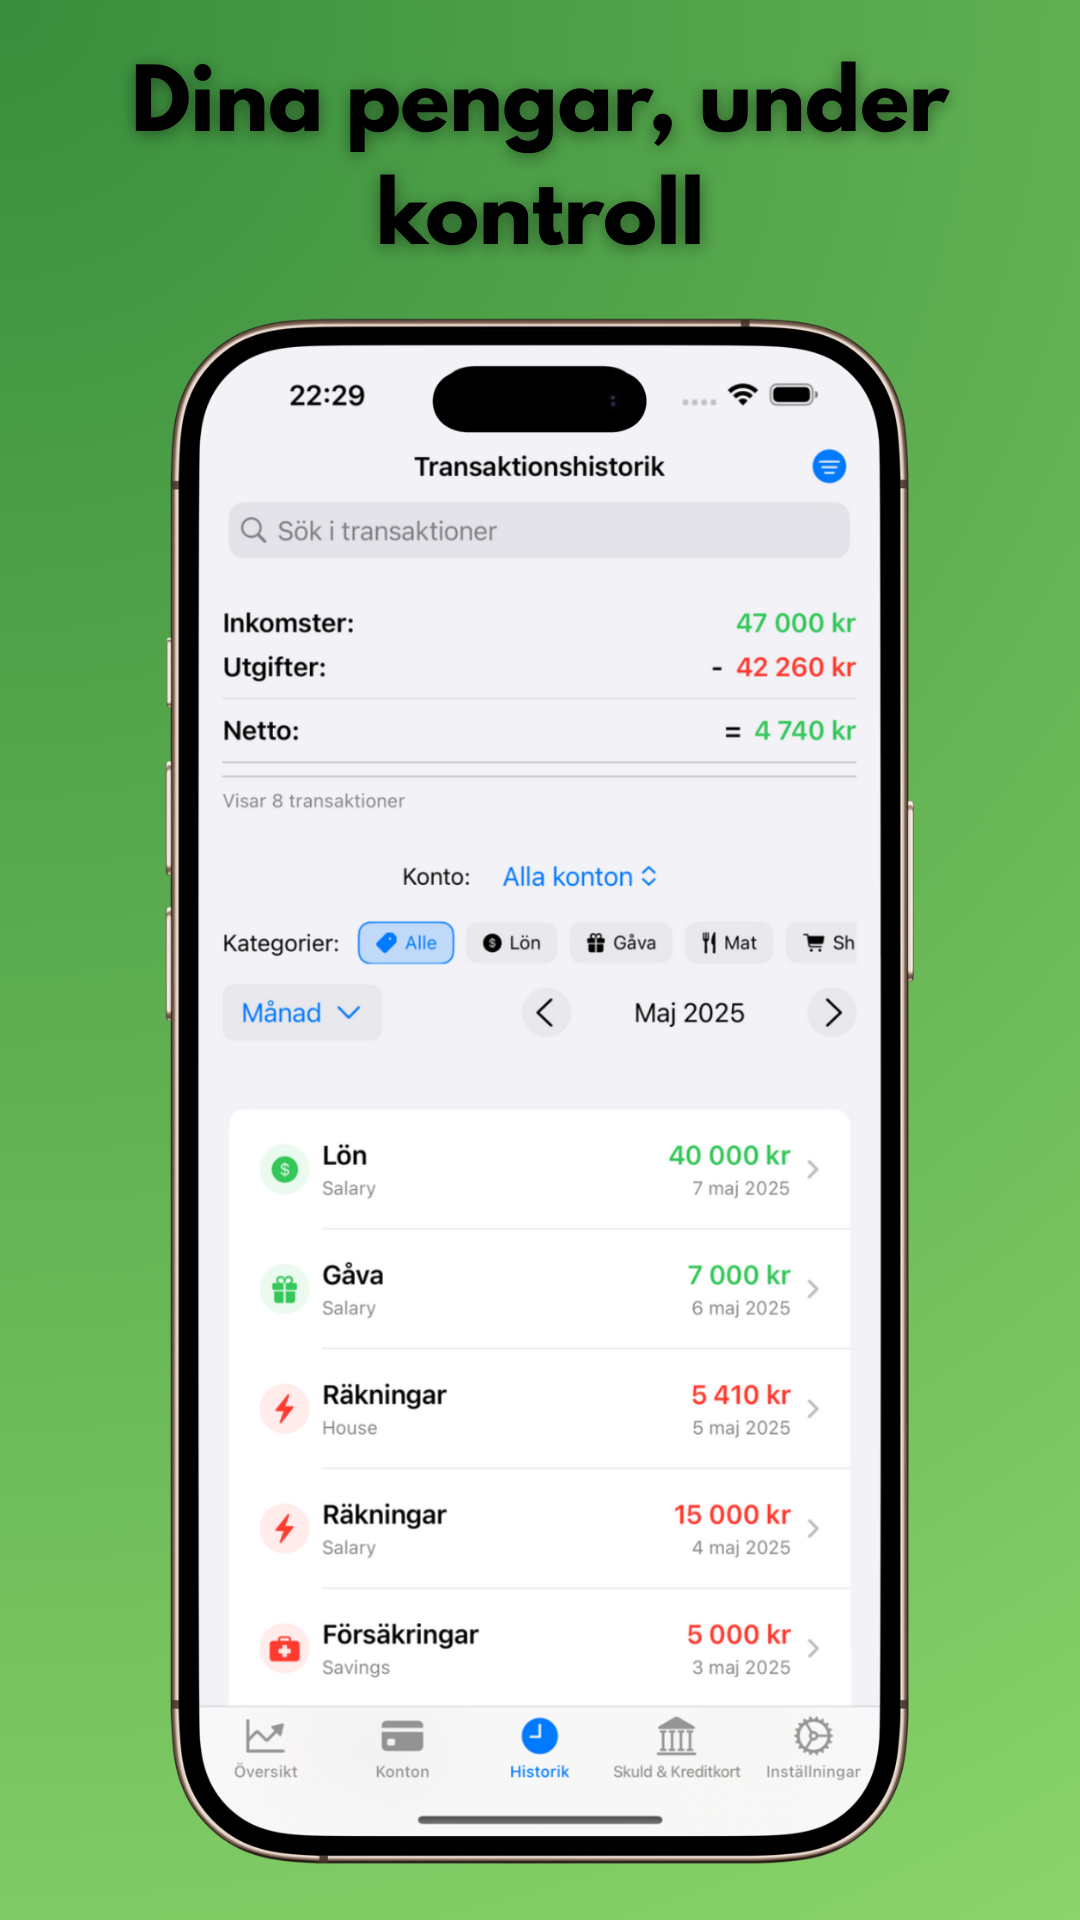 Dina pengar, under
kontroll
22:29
Transaktionshistorik
Sök i transaktioner
Inkomster: 47 000 kr
Utgifter: - 42 260 kr
Netto: = 4 740 kr
Visar 8 transaktioner
Konto: Alla konton
Kategorier: Alle Lön Gåva Mat Sh
Månad Maj 2025
Lön 40 000 kr
Salary 7 maj 2025
Gåva 7 000 kr
Salary 6 maj 2025
Räkningar 5 410 kr
House 5 maj 2025
Räkningar 15 000 kr
Salary 4 maj 2025
Försäkringar 5 000 kr
Savings 3 maj 2025
Översikt Konton Historik Skuld & Kreditkort Inställningar